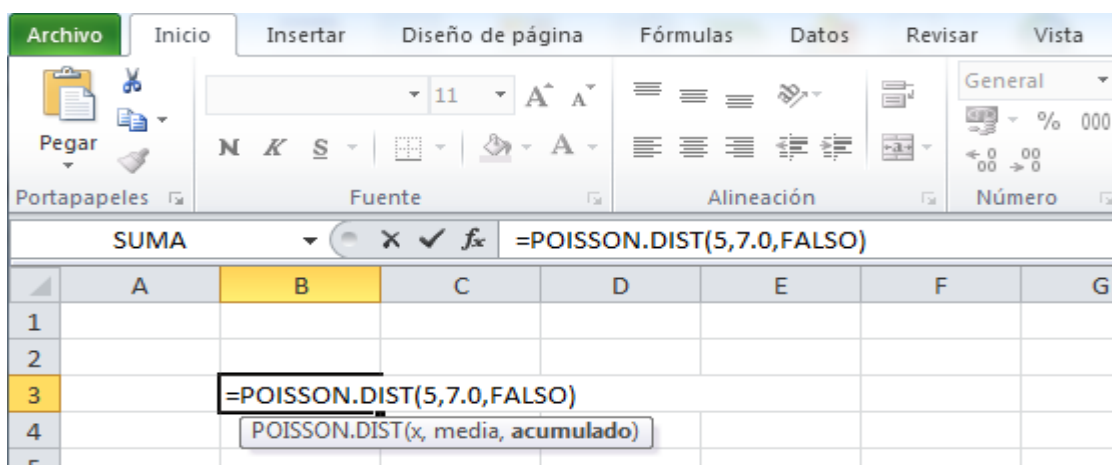 Archivo Inicio Insertar Diseño de página Fórmulas Datos Revisar Vista
11 A A General
Pegar % 000
N K S A a
Portapapeles Fuente Alineación Número
SUMA fx =POISSON.DIST(5,7.0,FALSO)
A B C D E F G
1
2
3 =POISSON.DIST(5,7.0,FALSO)
4 POISSON.DIST(x, media, acumulado)